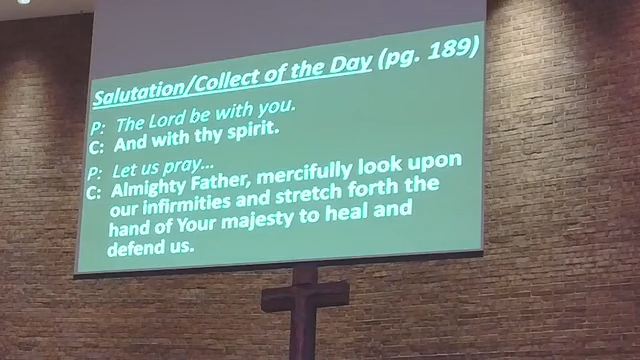 Salutation/Collect of the Day (pg. 189)
P: The Lord be with you.
C: And with thy spirit.
P: Let us pray...
C: Almighty Father, mercifully look upon
our infirmities and stretch forth the
hand of Your majesty to heal and
defend us.